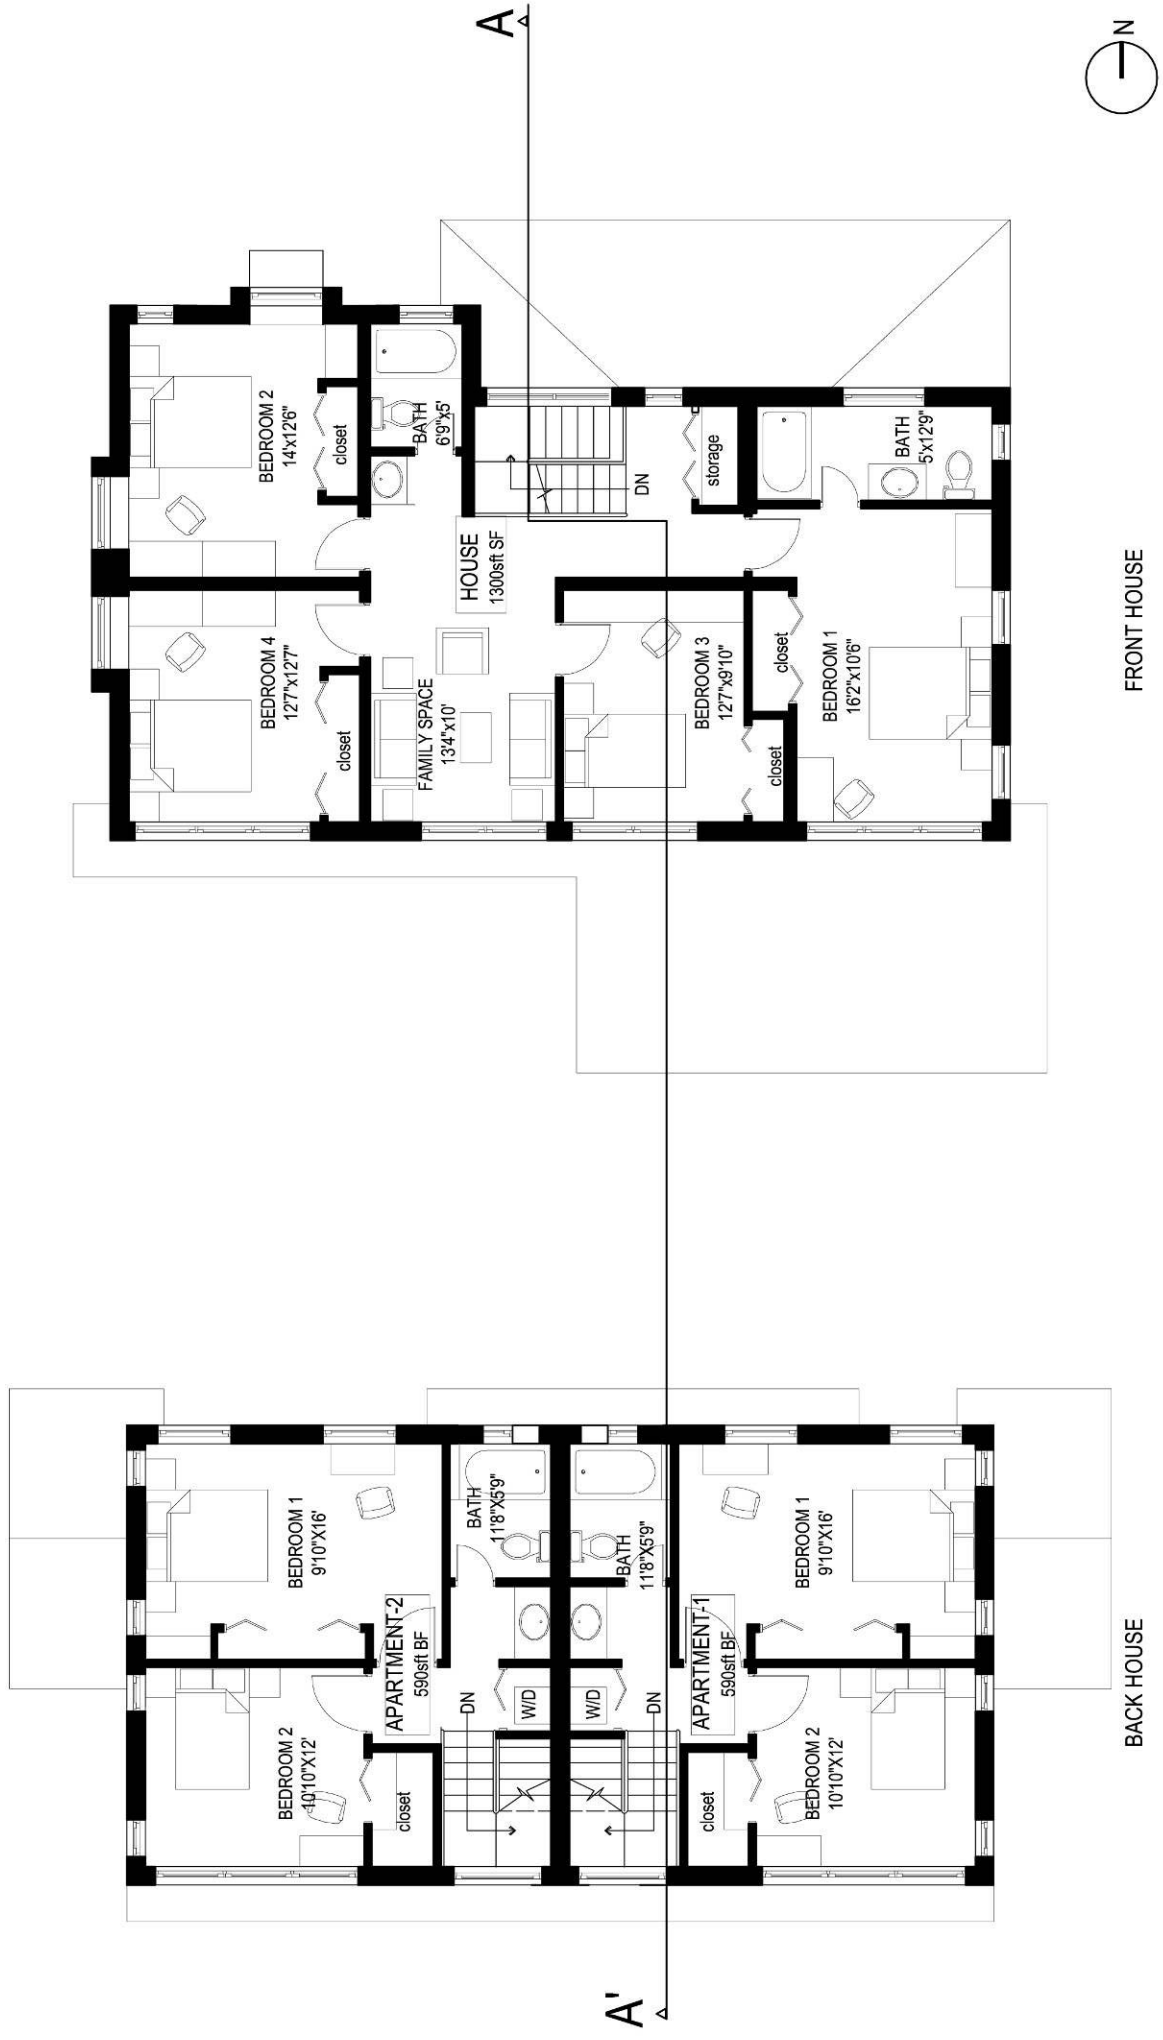 A
N
BEDROOM 2
14'x12'6"
closet
BATH
6'9"x5'
DN
storage
BATH
5'x12'9"
HOUSE
1300sft SF
BEDROOM 4
12'7"x12'7"
closet
FAMILY SPACE
13'4"x10'
BEDROOM 3
12'7"x9'10"
closet
closet
BEDROOM 1
16'2"x10'6"
FRONT HOUSE
BEDROOM 1
9'10"X16'
BATH
11'8"X5'9"
BATH
11'8"X5'9"
BEDROOM 1
9'10"X16'
APARTMENT-2
590sft BF
APARTMENT-1
590sft BF
W/D
W/D
DN
DN
BEDROOM 2
10'10"X12'
closet
closet
BEDROOM 2
10'10"X12'
BACK HOUSE
A'